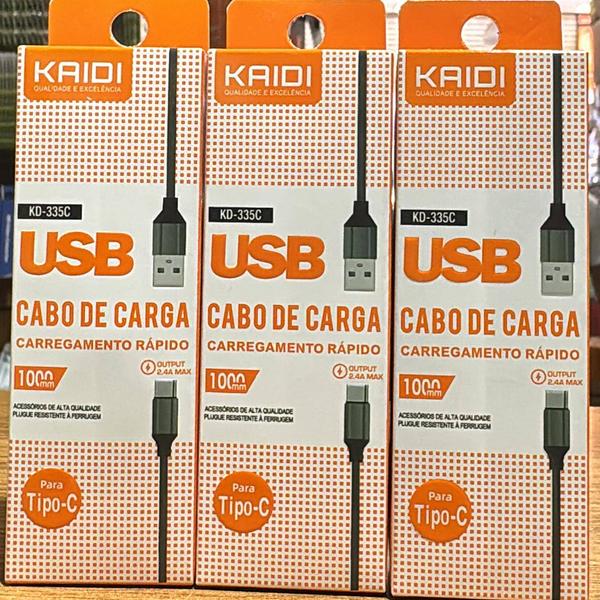 KAIDI
QUALIDADE E EXCELÊNCIA
KD-335C
USB
CABO DE CARGA
CARREGAMENTO RÁPIDO
1000mm
OUTPUT
2.4A MAX
ACESSÓRIOS DE ALTA QUALIDADE
PLUGUE RESISTENTE À FERRUGEM
Para
Tipo-C
KAIDI
QUALIDADE E EXCELÊNCIA
KD-335C
USB
CABO DE CARGA
CARREGAMENTO RÁPIDO
1000mm
OUTPUT
2.4A MAX
ACESSÓRIOS DE ALTA QUALIDADE
PLUGUE RESISTENTE À FERRUGEM
Para
Tipo-C
KAIDI
QUALIDADE E EXCELÊNCIA
KD-335C
USB
CABO DE CARGA
CARREGAMENTO RÁPIDO
1000mm
OUTPUT
2.4A MAX
ACESSÓRIOS DE ALTA QUALIDADE
PLUGUE RESISTENTE À FERRUGEM
Para
Tipo-C